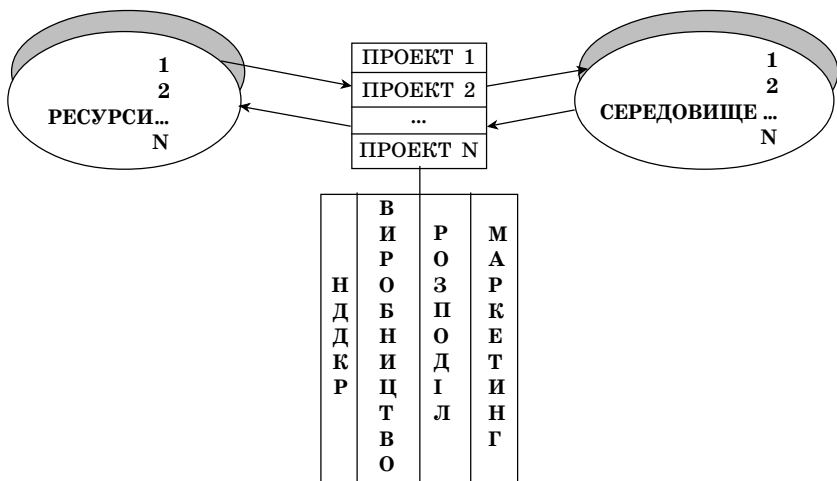 1
2
РЕСУРСИ...
N
ПРОЕКТ 1
ПРОЕКТ 2
...
ПРОЕКТ N
1
2
СЕРЕДОВИЩЕ ...
N
НДДКР
ВИРОБНИЦТВО
РОЗПОДІЛ
МАРКЕТИНГ